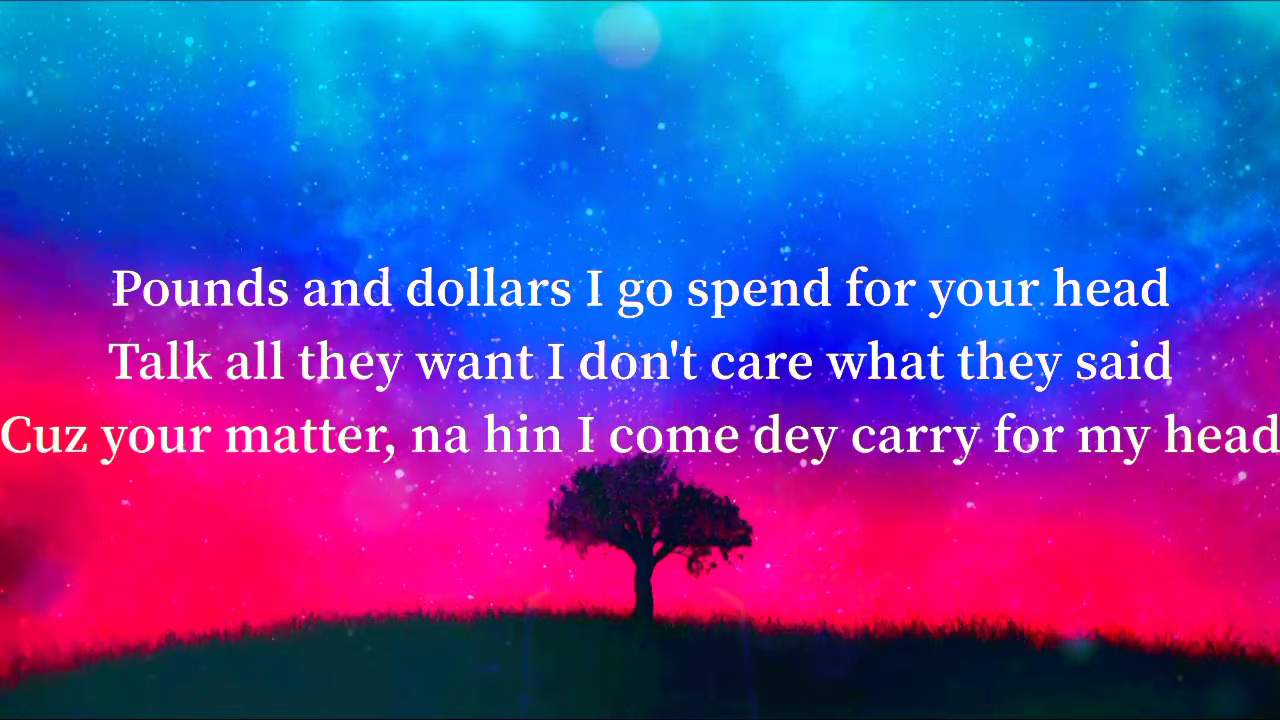 Pounds and dollars I go spend for your head
Talk all they want I don't care what they said
Cuz your matter, na hin I come dey carry for my head